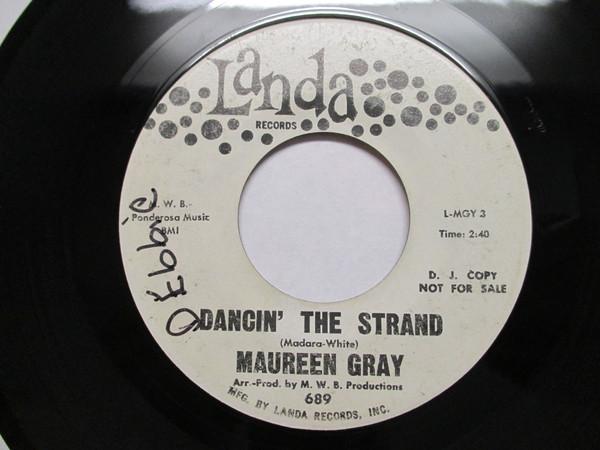 Landa
RECORDS
M. W. B.-
Ponderosa Music
BMI
L-MGY 3
Time: 2:40
D. J. COPY
NOT FOR SALE
DANCIN' THE STRAND
(Madara-White)
MAUREEN GRAY
Arr.-Prod. by M. W. B. Productions
689
MFG. BY LANDA RECORDS, INC.